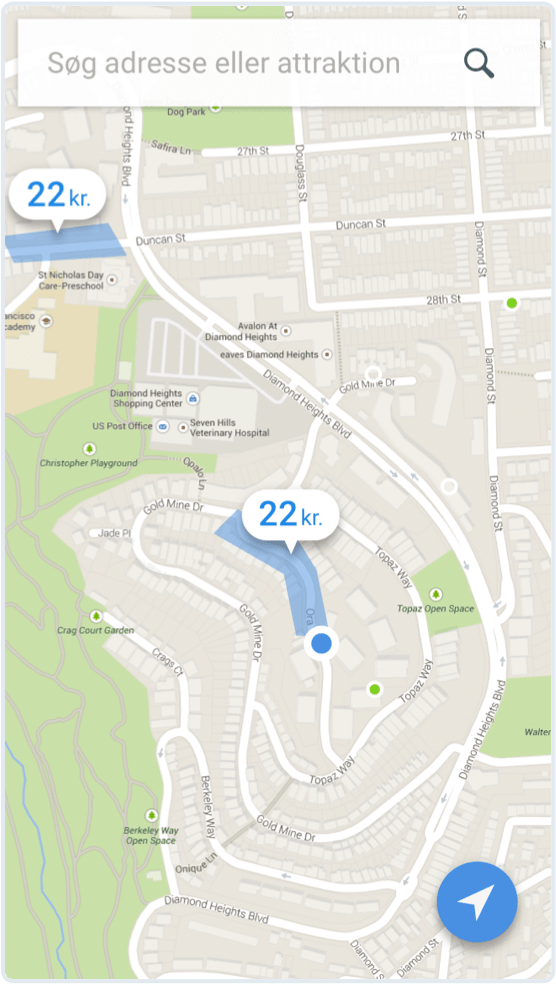 Søg adresse eller attraktion
Dog Park
27th St
Safira Ln
27th St
Douglass St
22 kr.
Duncan St
Duncan St
Diamond St
St Nicholas Day
Care-Preschool
28th St
Avalon At
Diamond Heights
eaves Diamond Heights
Diamond Heights Blvd
Gold Mine Dr
Diamond St
Diamond Heights
Shopping Center
US Post Office
Seven Hills
Veterinary Hospital
Christopher Playground
Opalo Ln
Diamond St
Gold Mine Dr
22 kr.
Jade Pl
Topaz Way
Topaz Open Space
Crag Court Garden
Gold Mine Dr
Ora
Crags Ct
Topaz Way
Diamond Heights Blvd
Walter
Topaz Way
Berkeley Way
Gold Mine Dr
Berkeley Way
Open Space
Onique Ln
Diamond Heights Blvd
Diamond S
Diamond St